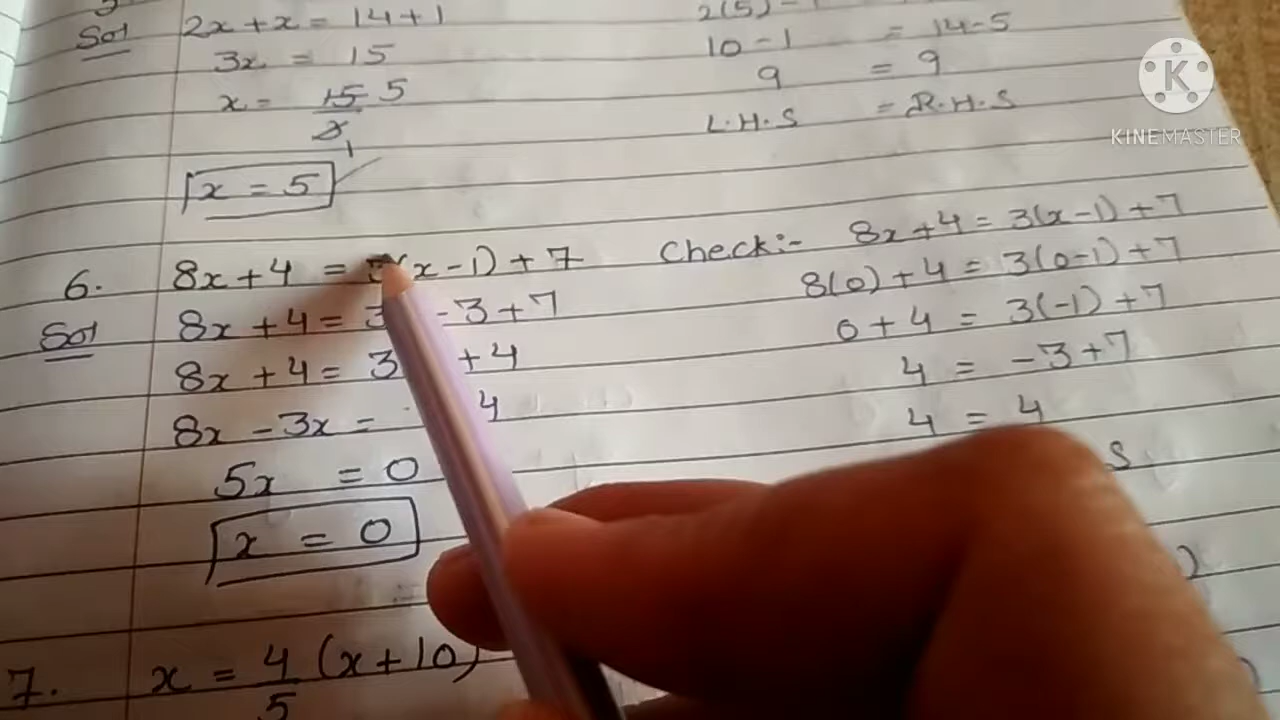 Sol 2x+x = 14+1
3x = 15
x = 15 5
3
1
x = 5
10-1 = 14-5
9 = 9
L.H.S = R.H.S
KINEMASTER
6. 8x+4 = 3(x-1)+7
Sol 8x+4= 3 -3+7
8x+4= 3 +4
8x-3x = 4
5x = 0
x = 0
Check:- 8x+4 = 3(x-1)+7
8(0)+4 = 3(0-1)+7
0+4 = 3(-1)+7
4 = -3+7
4 = 4
S
7. x = 4/5 (x+10)